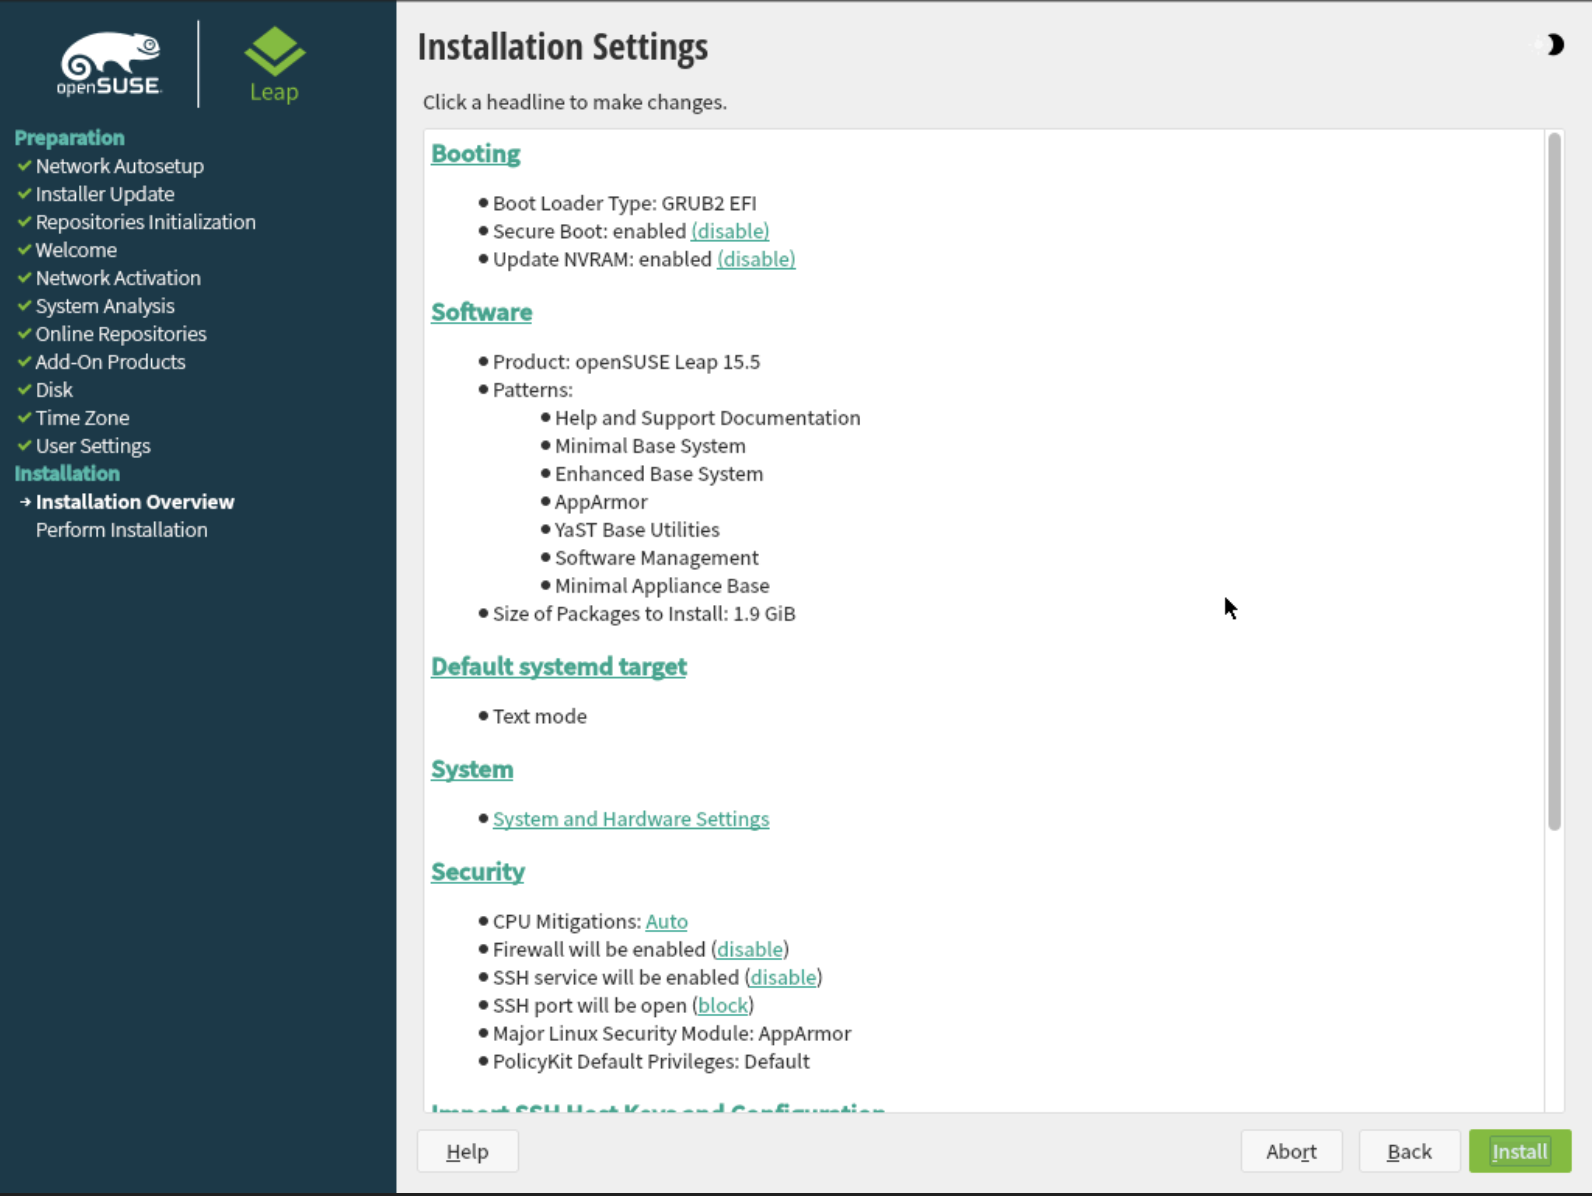 openSUSE.
Leap
Preparation
Network Autosetup
Installer Update
Repositories Initialization
Welcome
Network Activation
System Analysis
Online Repositories
Add-On Products
Disk
Time Zone
User Settings
Installation
Installation Overview
Perform Installation
Installation Settings
Click a headline to make changes.
Booting
Boot Loader Type: GRUB2 EFI
Secure Boot: enabled (disable)
Update NVRAM: enabled (disable)
Software
Product: openSUSE Leap 15.5
Patterns:
Help and Support Documentation
Minimal Base System
Enhanced Base System
AppArmor
YaST Base Utilities
Software Management
Minimal Appliance Base
Size of Packages to Install: 1.9 GiB
Default systemd target
Text mode
System
System and Hardware Settings
Security
CPU Mitigations: Auto
Firewall will be enabled (disable)
SSH service will be enabled (disable)
SSH port will be open (block)
Major Linux Security Module: AppArmor
PolicyKit Default Privileges: Default
Import SSH Host Keys and Configuration
Help
Abort
Back
Install